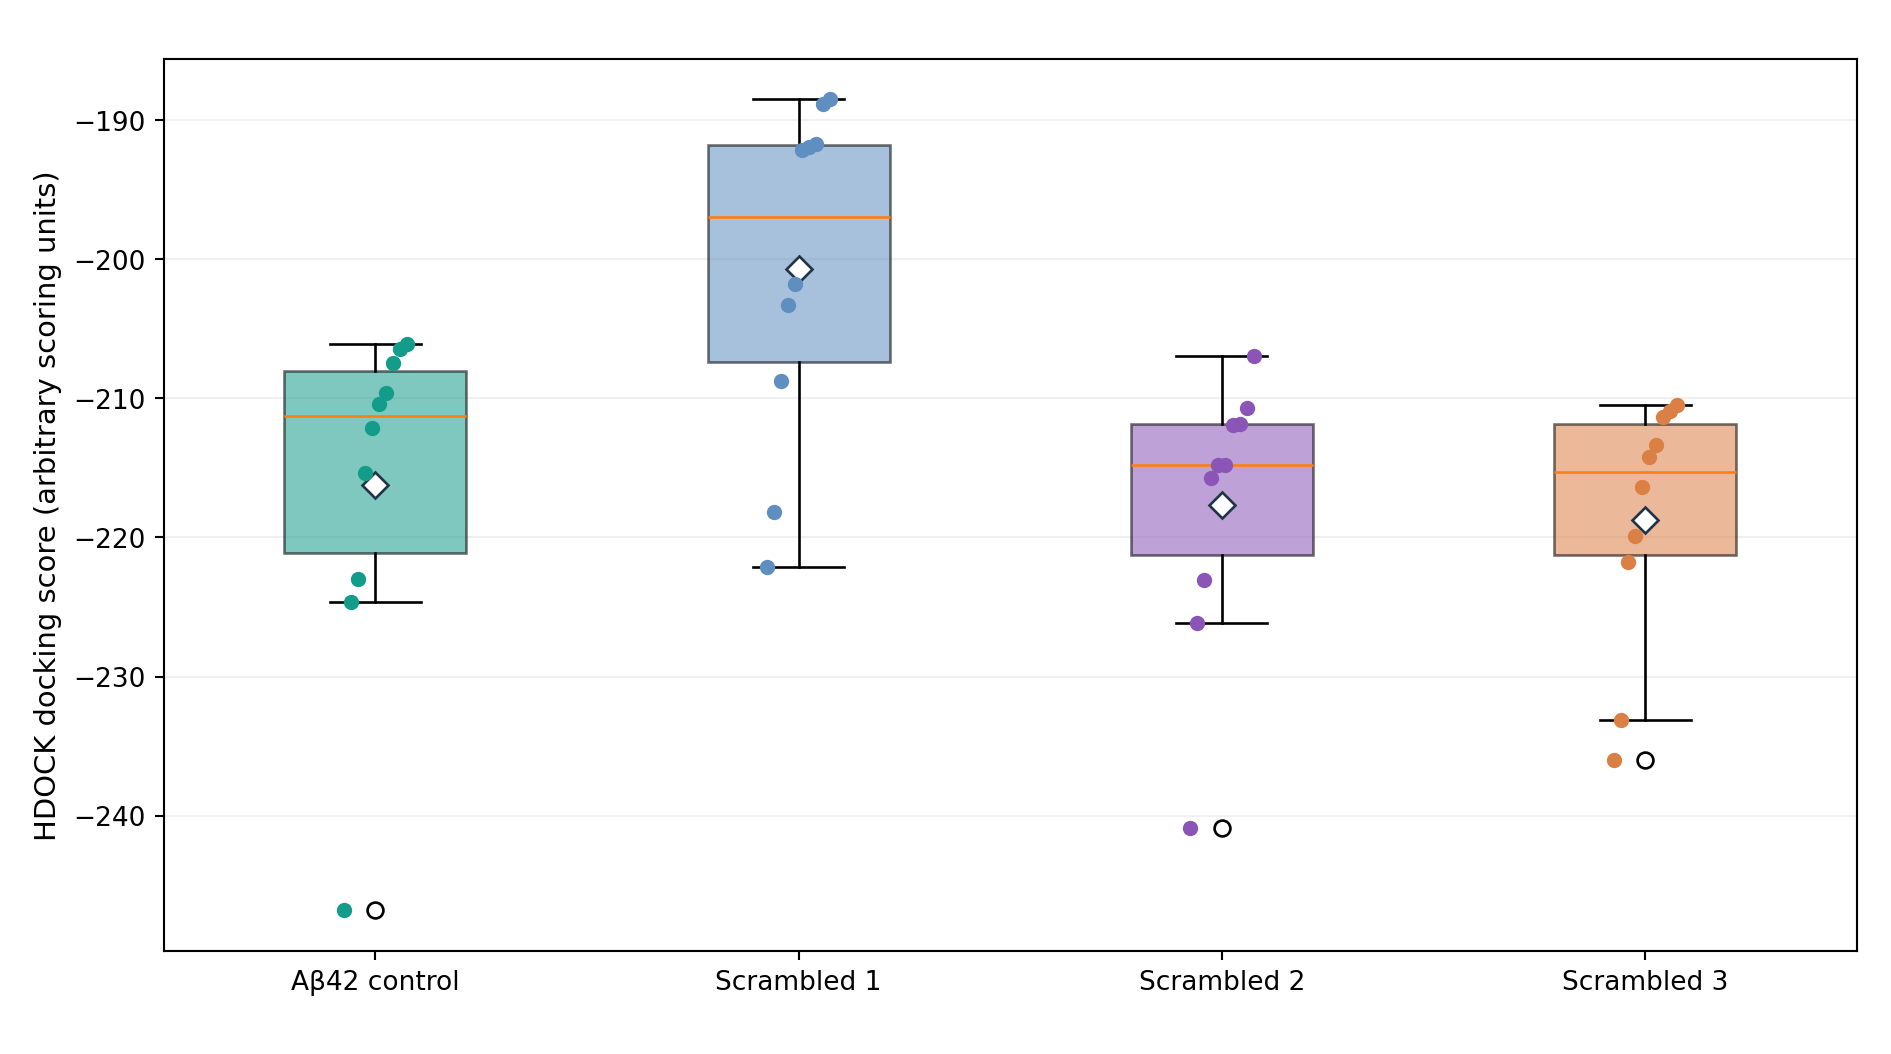 HDOCK docking score (arbitrary scoring units)
−190
−200
−210
−220
−230
−240
Aβ42 control
Scrambled 1
Scrambled 2
Scrambled 3